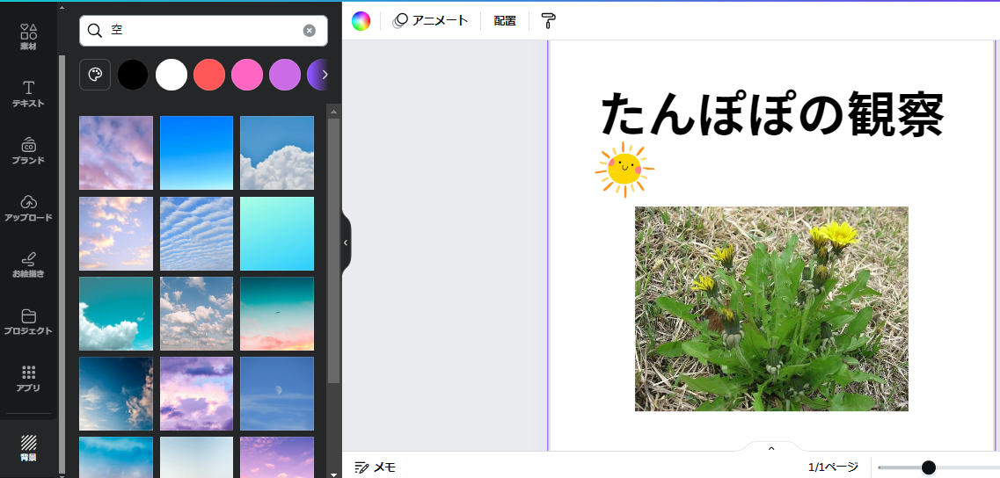 素材
テキスト
CO
ブランド
アップロード
お絵描き
プロジェクト
アプリ
背景
空
アニメート
配置
たんぽぽの観察
メモ
1/1ページ